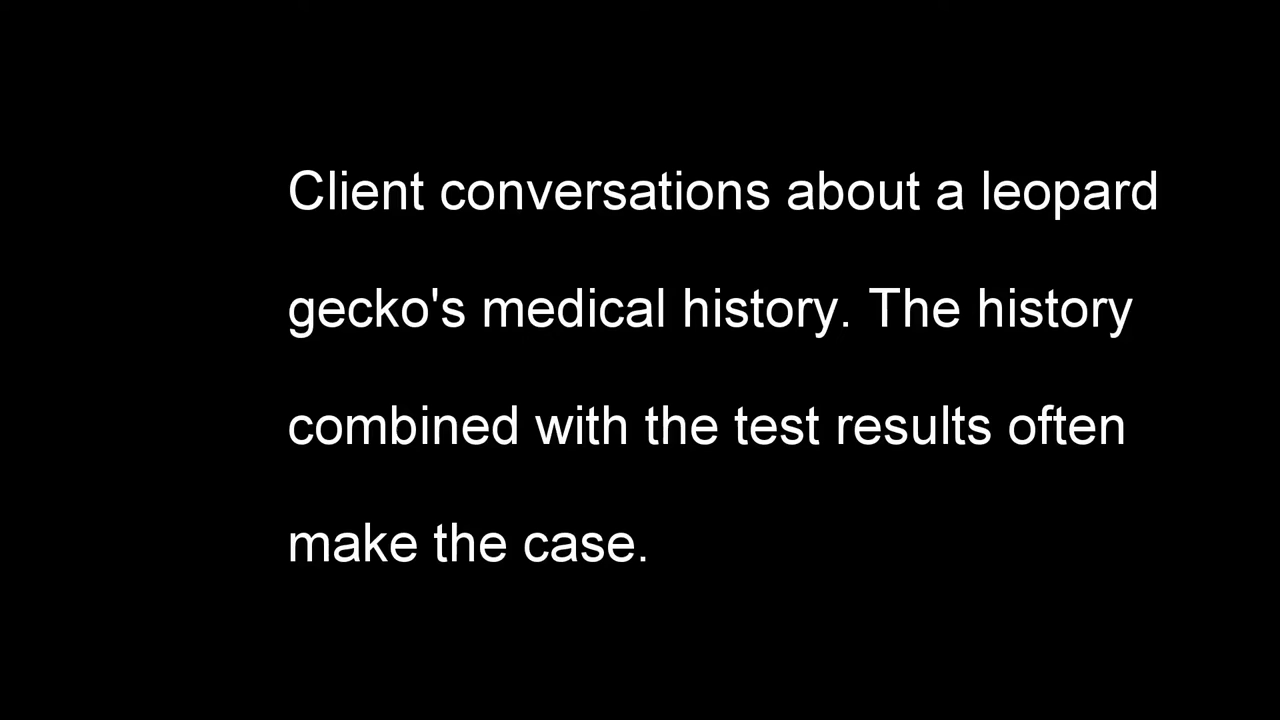 Client conversations about a leopard
gecko's medical history. The history
combined with the test results often
make the case.